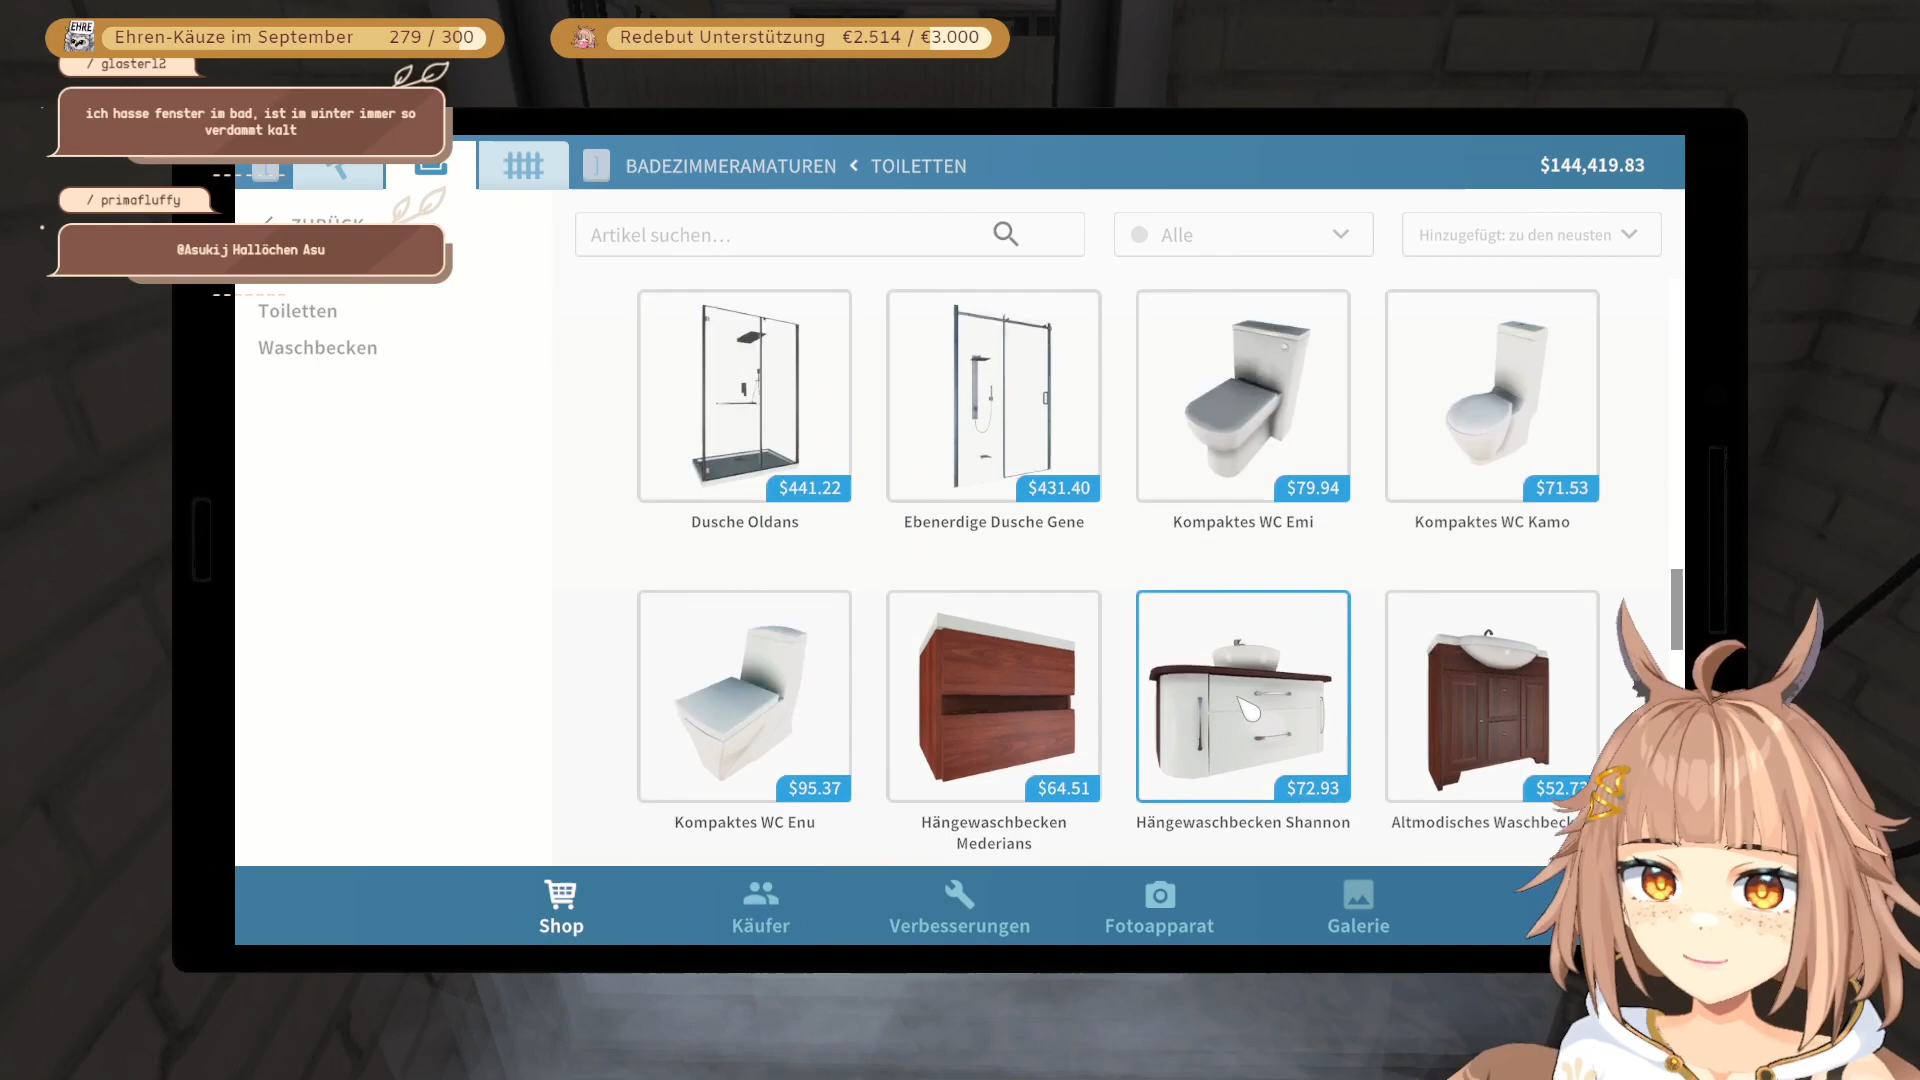 EHRE
Ehren-Käuze im September 279 / 300
Redebut Unterstützung €2.514 / €3.000
/ glaster12
ich hasse fenster im bad, ist im winter immer so
verdammt kalt
/ primafluffy
@Asukij Hallöchen Asu
BADEZIMMERAMATUREN < TOILETTEN
$144,419.83
ZURÜCK
Toiletten
Waschbecken
Artikel suchen...
Alle
Hinzugefügt: zu den neusten
$441.22
Dusche Oldans
$431.40
Ebenerdige Dusche Gene
$79.94
Kompaktes WC Emi
$71.53
Kompaktes WC Kamo
$95.37
Kompaktes WC Enu
$64.51
Hängewaschbecken
Mederians
$72.93
Hängewaschbecken Shannon
Altmodisches
Shop
Käufer
Verbesserungen
Fotoapparat
Galerie